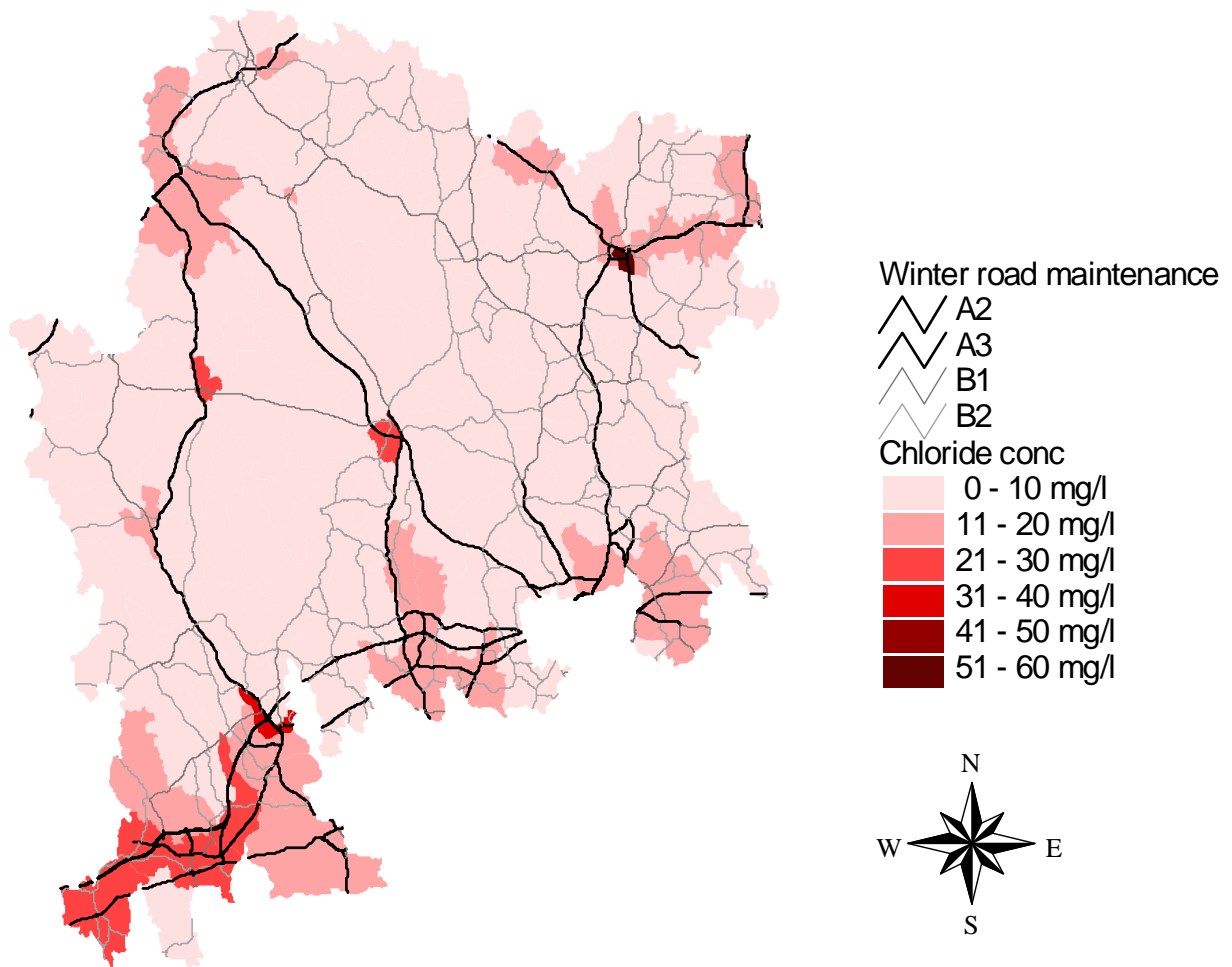 Winter road maintenance
A2
A3
B1
B2
Chloride conc
0 - 10 mg/l
11 - 20 mg/l
21 - 30 mg/l
31 - 40 mg/l
41 - 50 mg/l
51 - 60 mg/l
N
W E
S